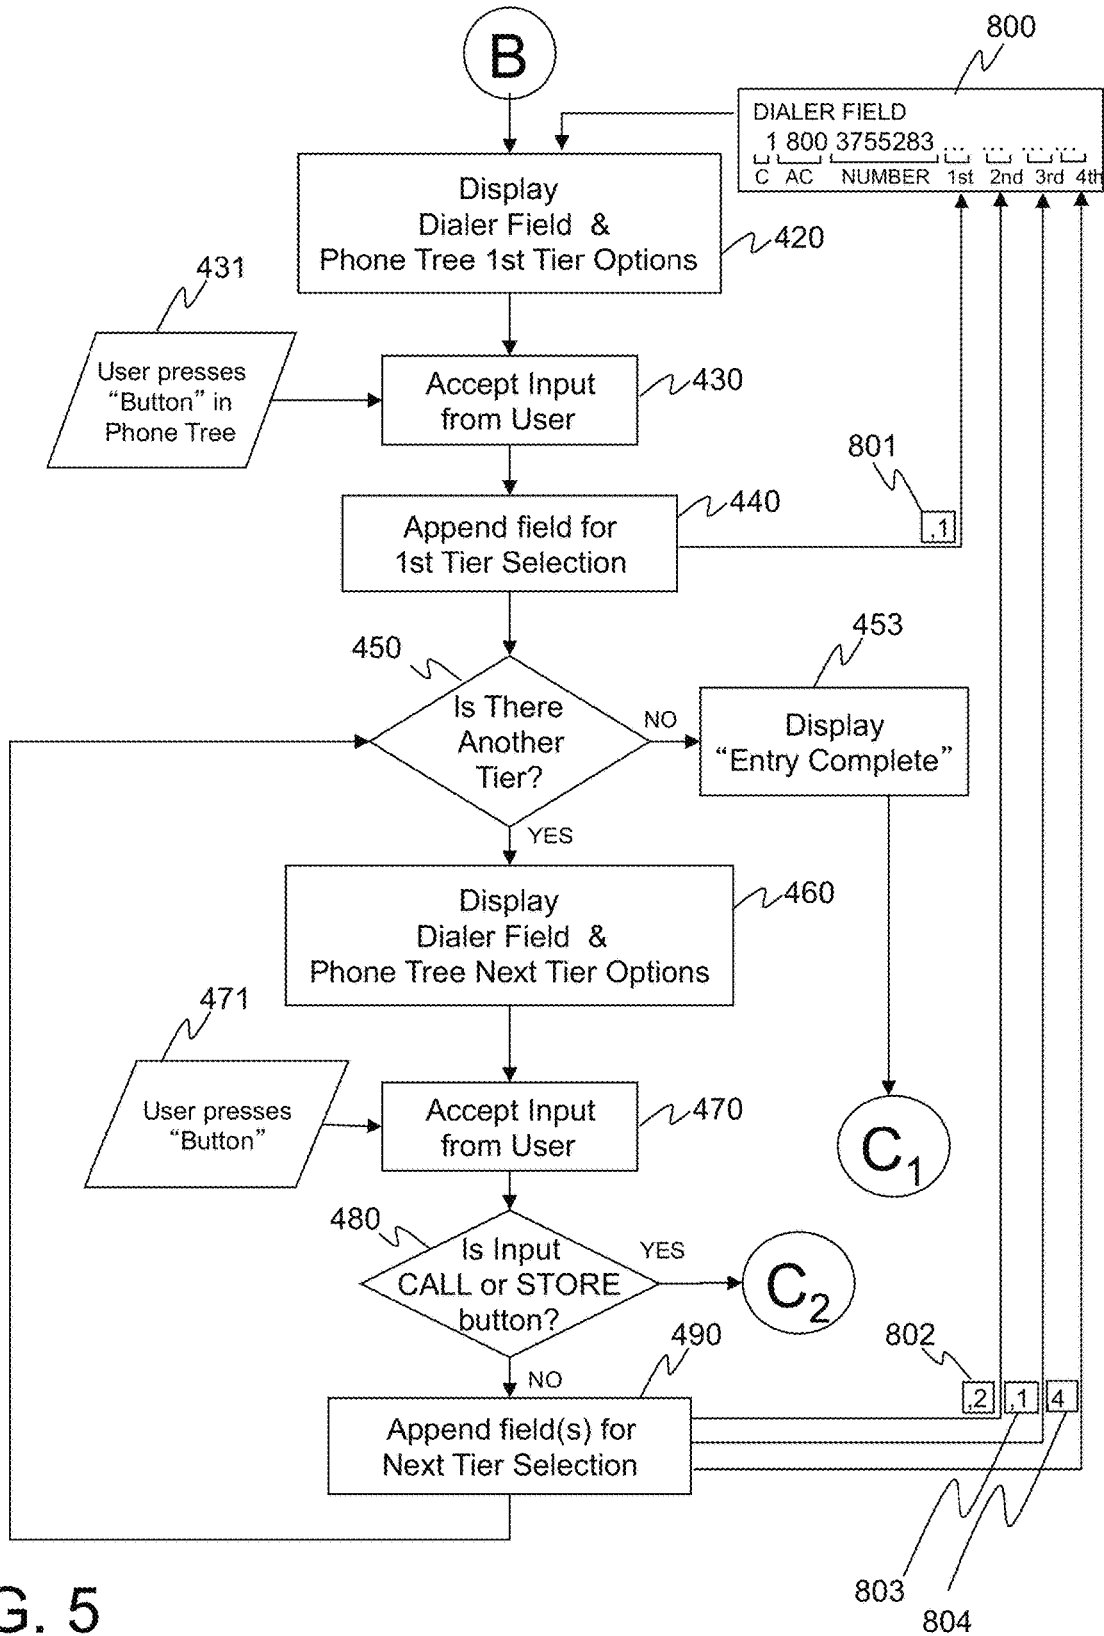 B
800
DIALER FIELD
1 800 3755283 ... ... ... ...
C AC NUMBER 1st 2nd 3rd 4th
Display
Dialer Field &
Phone Tree 1st Tier Options
420
431
User presses
“Button” in
Phone Tree
Accept Input
from User
430
801
,1
440
Append field for
1st Tier Selection
450
453
Is There
Another
Tier?
NO
Display
“Entry Complete”
YES
Display
Dialer Field &
Phone Tree Next Tier Options
460
471
User presses
“Button”
Accept Input
from User
470
C1
480
Is Input
CALL or STORE
button?
YES
C2
490
802
NO
,2
,1
4
Append field(s) for
Next Tier Selection
803
804
G. 5